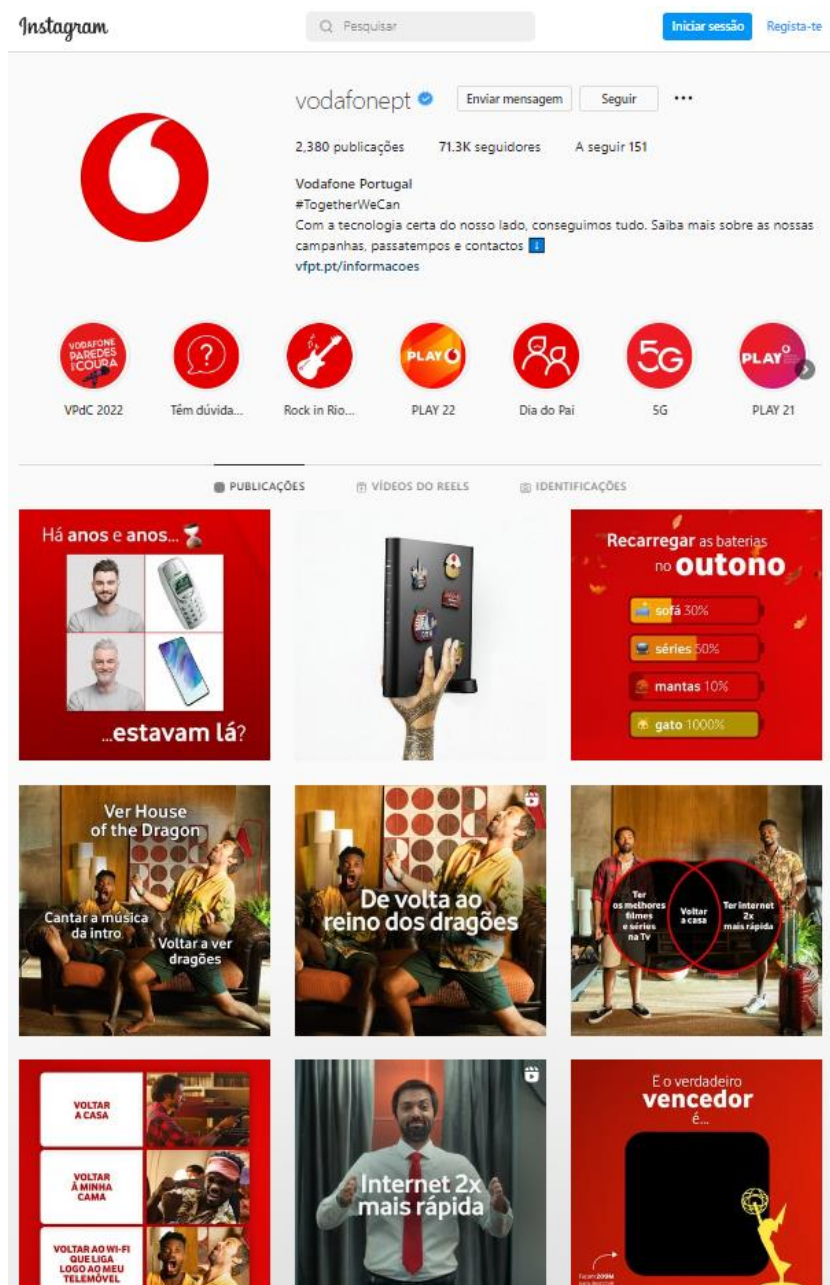 Instagram
Pesquisar
Iniciar sessão
Regista-te
vodafonept
Enviar mensagem
Seguir
2,380 publicações
71.3K seguidores
A seguir 151
Vodafone Portugal
#TogetherWeCan
Com a tecnologia certa do nosso lado, conseguimos tudo. Saiba mais sobre as nossas
campanhas, passatempos e contactos
vfpt.pt/informacoes
VODAFONE
PAREDES
COURA
?
PLAY
5G
PLAY
VPdC 2022
Têm dúvida...
Rock in Rio...
PLAY 22
Dia do Pai
5G
PLAY 21
PUBLICAÇÕES
VÍDEOS DO REELS
IDENTIFICAÇÕES
Há anos e anos...
...estavam lá?
Recarregar as baterias
no outono
sofá 30%
séries 50%
mantas 10%
gato 1000%
Ver House
of the Dragon
Cantar a música
da intro
Voltar a ver
dragões
De volta ao
reino dos dragões
Ter
os melhores
filmes
e séries
na Tv
Voltar
a casa
Ter internet
2x
mais rápida
VOLTAR
A CASA
VOLTAR
À MINHA
CAMA
VOLTAR AO WI-FI
QUE LIGA
LOGO AO MEU
TELEMÓVEL
Internet 2x
mais rápida
E o verdadeiro
vencedor
é...